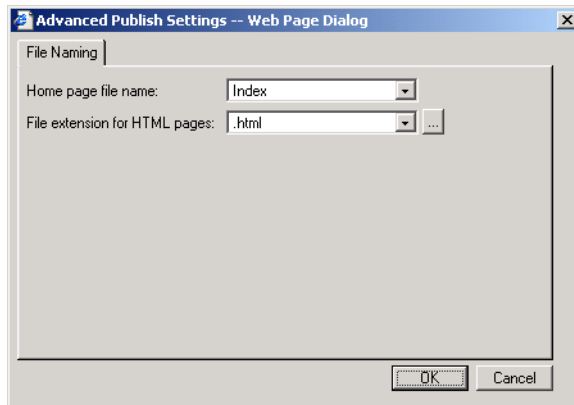 Advanced Publish Settings -- Web Page Dialog
File Naming
Home page file name: Index
File extension for HTML pages: .html ...
OK Cancel